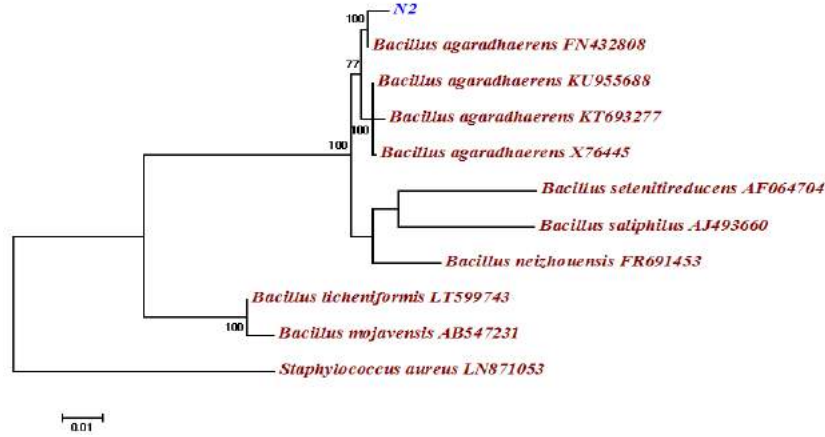 N2
100
Bacillus agaradhaerens FN432808
77
Bacillus agaradhaerens KU955688
Bacillus agaradhaerens KT693277
100
100
Bacillus agaradhaerens X76445
Bacillus selenitireducens AF064704
Bacillus saliphilus AJ493660
Bacillus neizhouensis FR691453
Bacillus licheniformis LT599743
100
Bacillus mojavensis AB547231
Staphylococcus aureus LN871053
0.01